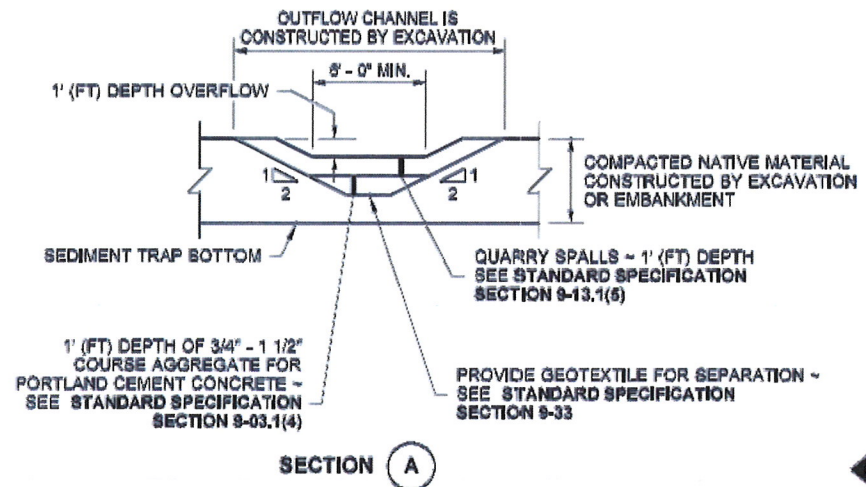 OUTFLOW CHANNEL IS
CONSTRUCTED BY EXCAVATION
6' - 0" MIN.
1' (FT) DEPTH OVERFLOW
1
2
2
1
COMPACTED NATIVE MATERIAL
CONSTRUCTED BY EXCAVATION
OR EMBANKMENT
SEDIMENT TRAP BOTTOM
QUARRY SPALLS ~ 1' (FT) DEPTH
SEE STANDARD SPECIFICATION
SECTION 9-13.1(5)
1' (FT) DEPTH OF 3/4" - 1 1/2"
COURSE AGGREGATE FOR
PORTLAND CEMENT CONCRETE ~
SEE STANDARD SPECIFICATION
SECTION 9-03.1(4)
PROVIDE GEOTEXTILE FOR SEPARATION ~
SEE STANDARD SPECIFICATION
SECTION 9-33
SECTION A